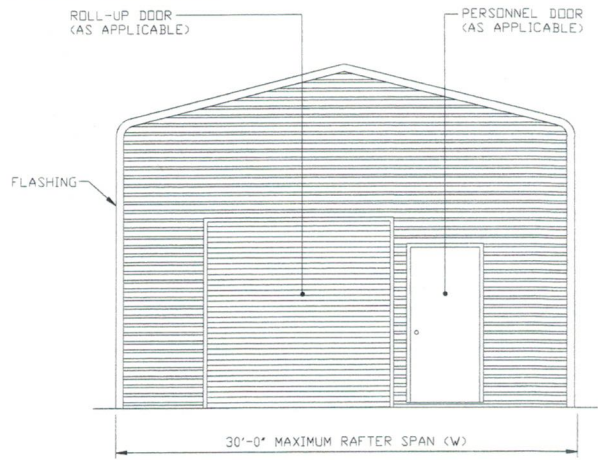 ROLL-UP DOOR
(AS APPLICABLE)
PERSONNEL DOOR
(AS APPLICABLE)
FLASHING
30'-0" MAXIMUM RAFTER SPAN (W)